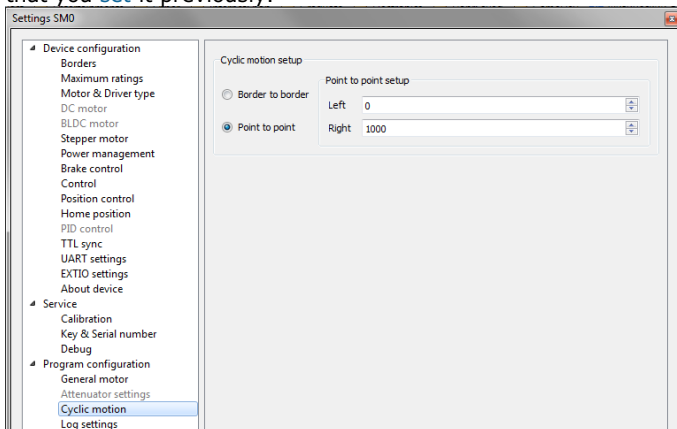 that you set it previously.
Settings SM0
Device configuration
Borders
Maximum ratings
Motor & Driver type
DC motor
BLDC motor
Stepper motor
Power management
Brake control
Control
Position control
Home position
PID control
TTL sync
UART settings
EXTIO settings
About device
Service
Calibration
Key & Serial number
Debug
Program configuration
General motor
Attenuator settings
Cyclic motion
Log settings
Cyclic motion setup
Border to border
Point to point
Point to point setup
Left 0
Right 1000